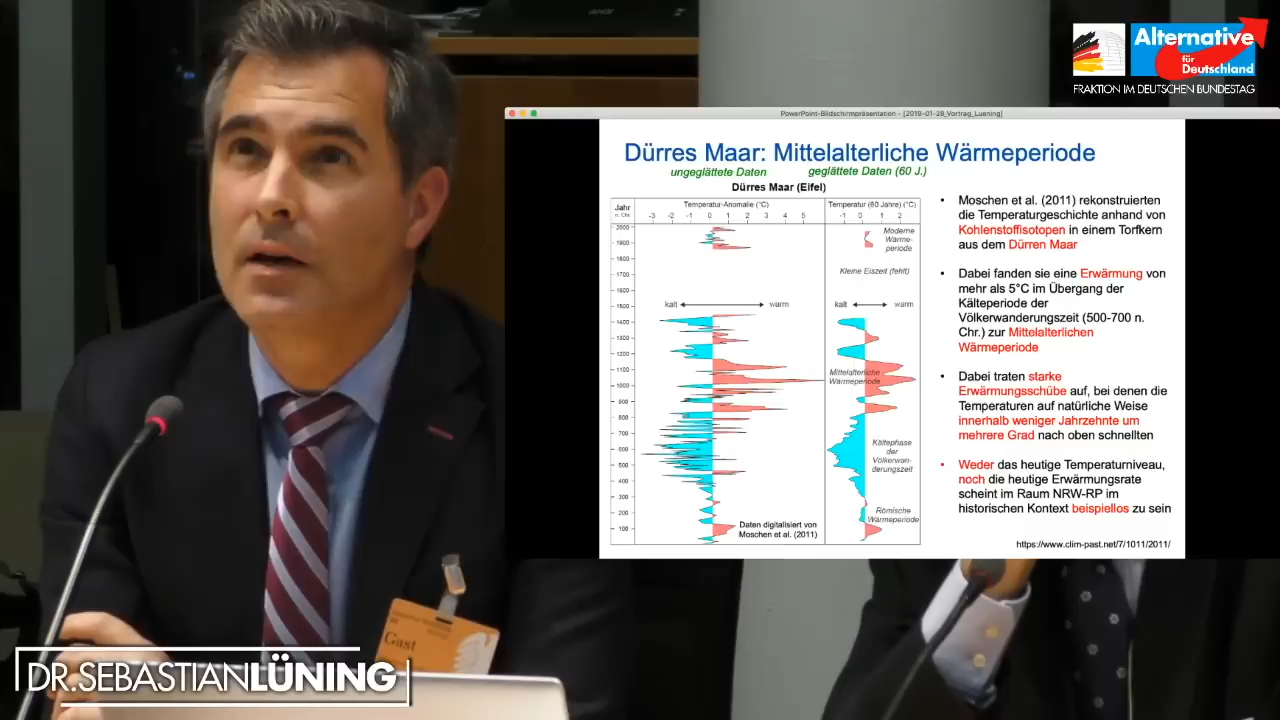 Alternative
für
Deutschland
FRAKTION IM DEUTSCHEN BUNDESTAG
PowerPoint-Bildschirmpräsentation - [2019-01-28_Vortrag_Luening]
Dürres Maar: Mittelalterliche Wärmeperiode
ungeglättete Daten
geglättete Daten (60 J.)
Dürres Maar (Eifel)
Jahr
n. Chr.
Temperatur-Anomalie (°C)
-3 -2 -1 0 1 2 3 4 5
Temperatur (60 Jahre) (°C)
-1 0 1 2
2000
1900
1800
1700
1600
1500
1400
1300
1200
1100
1000
900
800
700
600
500
400
300
200
100
kalt
warm
Daten digitalisiert von
Moschen et al. (2011)
Moderne
Wärme-
periode
Kleine Eiszeit (fehlt)
kalt
warm
Mittelalterliche
Wärmeperiode
Kältephase
der
Völkerwan-
derungszeit
Römische
Wärmeperiode
• Moschen et al. (2011) rekonstruierten
die Temperaturgeschichte anhand von
Kohlenstoffisotopen in einem Torfkern
aus dem Dürren Maar
• Dabei fanden sie eine Erwärmung von
mehr als 5°C im Übergang der
Kälteperiode der
Völkerwanderungszeit (500-700 n.
Chr.) zur Mittelalterlichen
Wärmeperiode
• Dabei traten starke
Erwärmungsschübe auf, bei denen die
Temperaturen auf natürliche Weise
innerhalb weniger Jahrzehnte um
mehrere Grad nach oben schnellten
• Weder das heutige Temperaturniveau,
noch die heutige Erwärmungsrate
scheint im Raum NRW-RP im
historischen Kontext beispiellos zu sein
https://www.clim-past.net/7/1011/2011/
Gast
DR.SEBASTIANLÜNING